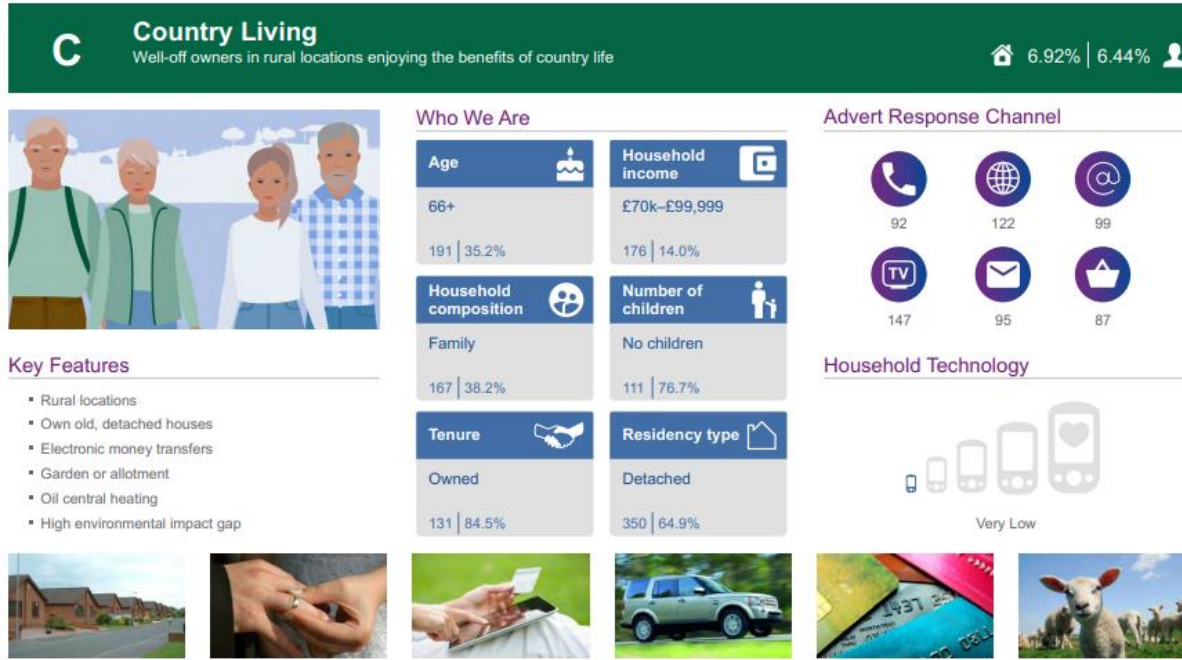 C
Country Living
Well-off owners in rural locations enjoying the benefits of country life
6.92% | 6.44%
Who We Are
Age
66+
191 | 35.2%
Household
income
£70k–£99,999
176 | 14.0%
Household
composition
Family
167 | 38.2%
Number of
children
No children
111 | 76.7%
Tenure
Owned
131 | 84.5%
Residency type
Detached
350 | 64.9%
Advert Response Channel
92
122
@
99
TV
147
95
87
Key Features
▪ Rural locations
▪ Own old, detached houses
▪ Electronic money transfers
▪ Garden or allotment
▪ Oil central heating
▪ High environmental impact gap
Household Technology
Very Low